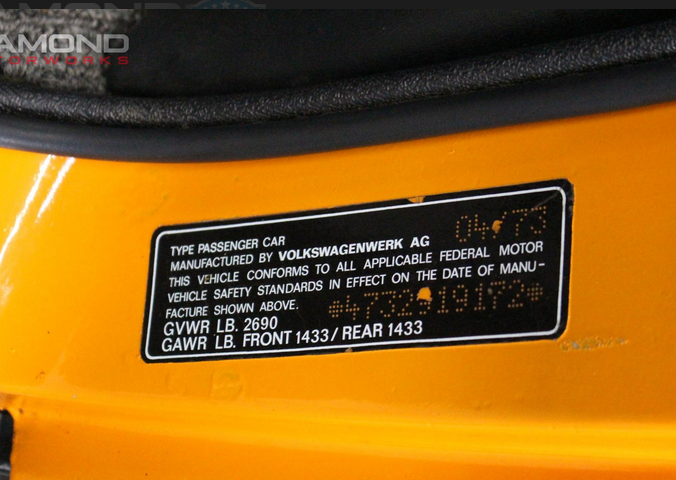 AMOND
TORWORKS
04/73
TYPE PASSENGER CAR
MANUFACTURED BY VOLKSWAGENWERK AG
THIS VEHICLE CONFORMS TO ALL APPLICABLE FEDERAL MOTOR
VEHICLE SAFETY STANDARDS IN EFFECT ON THE DATE OF MANU-
FACTURE SHOWN ABOVE. *4732919172*
GVWR LB. 2690
GAWR LB. FRONT 1433 / REAR 1433